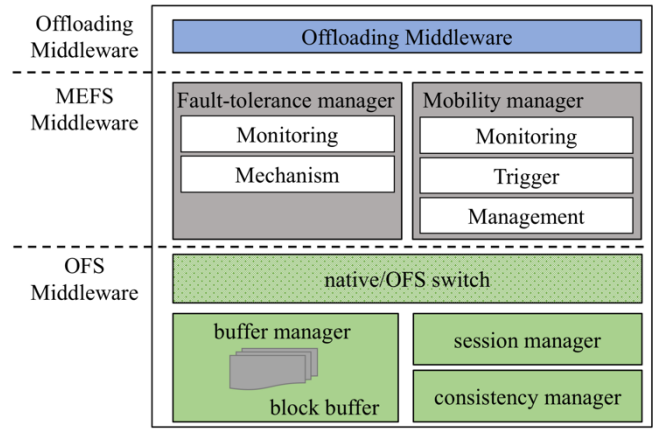 Offloading
Middleware
Offloading Middleware
MEFS
Middleware
Fault-tolerance manager
Monitoring
Mechanism
Mobility manager
Monitoring
Trigger
Management
OFS
Middleware
native/OFS switch
buffer manager
block buffer
session manager
consistency manager